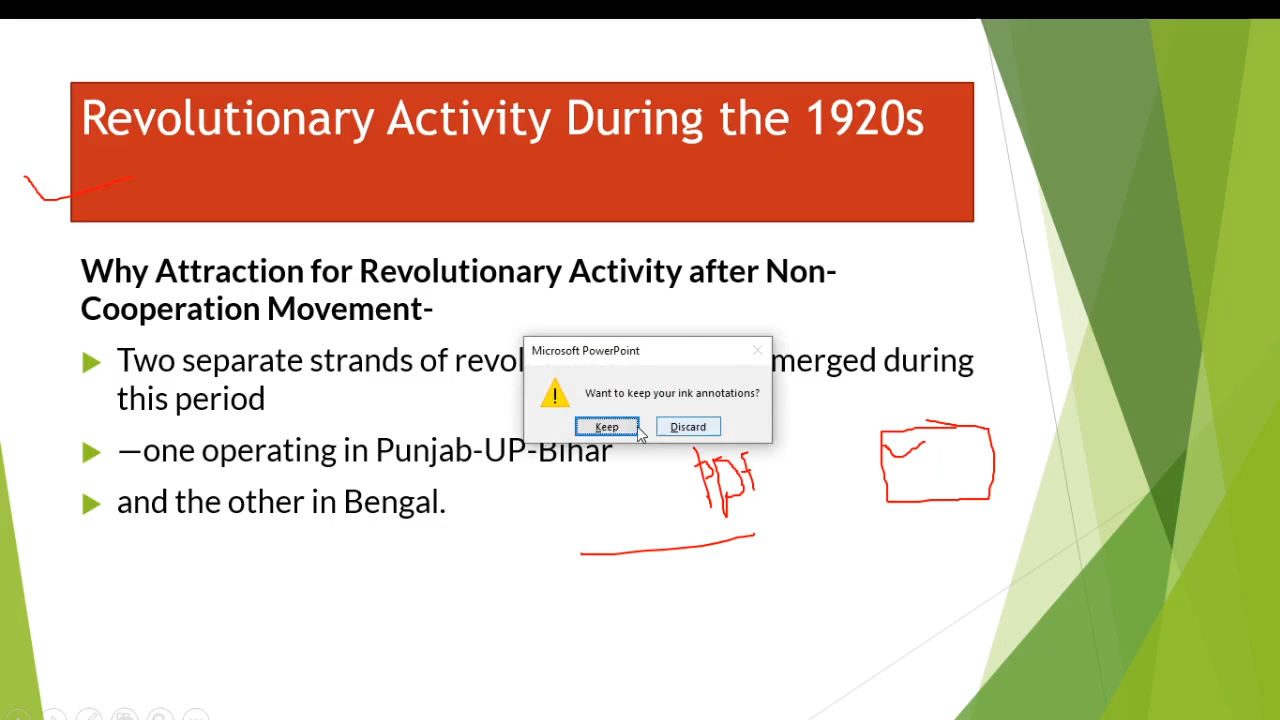 Revolutionary Activity During the 1920s
Why Attraction for Revolutionary Activity after Non-
Cooperation Movement-
Two separate strands of merged during
this period
—one operating in Punjab-UP-Bihar
and the other in Bengal.
Microsoft PowerPoint
Want to keep your ink annotations?
Keep Discard